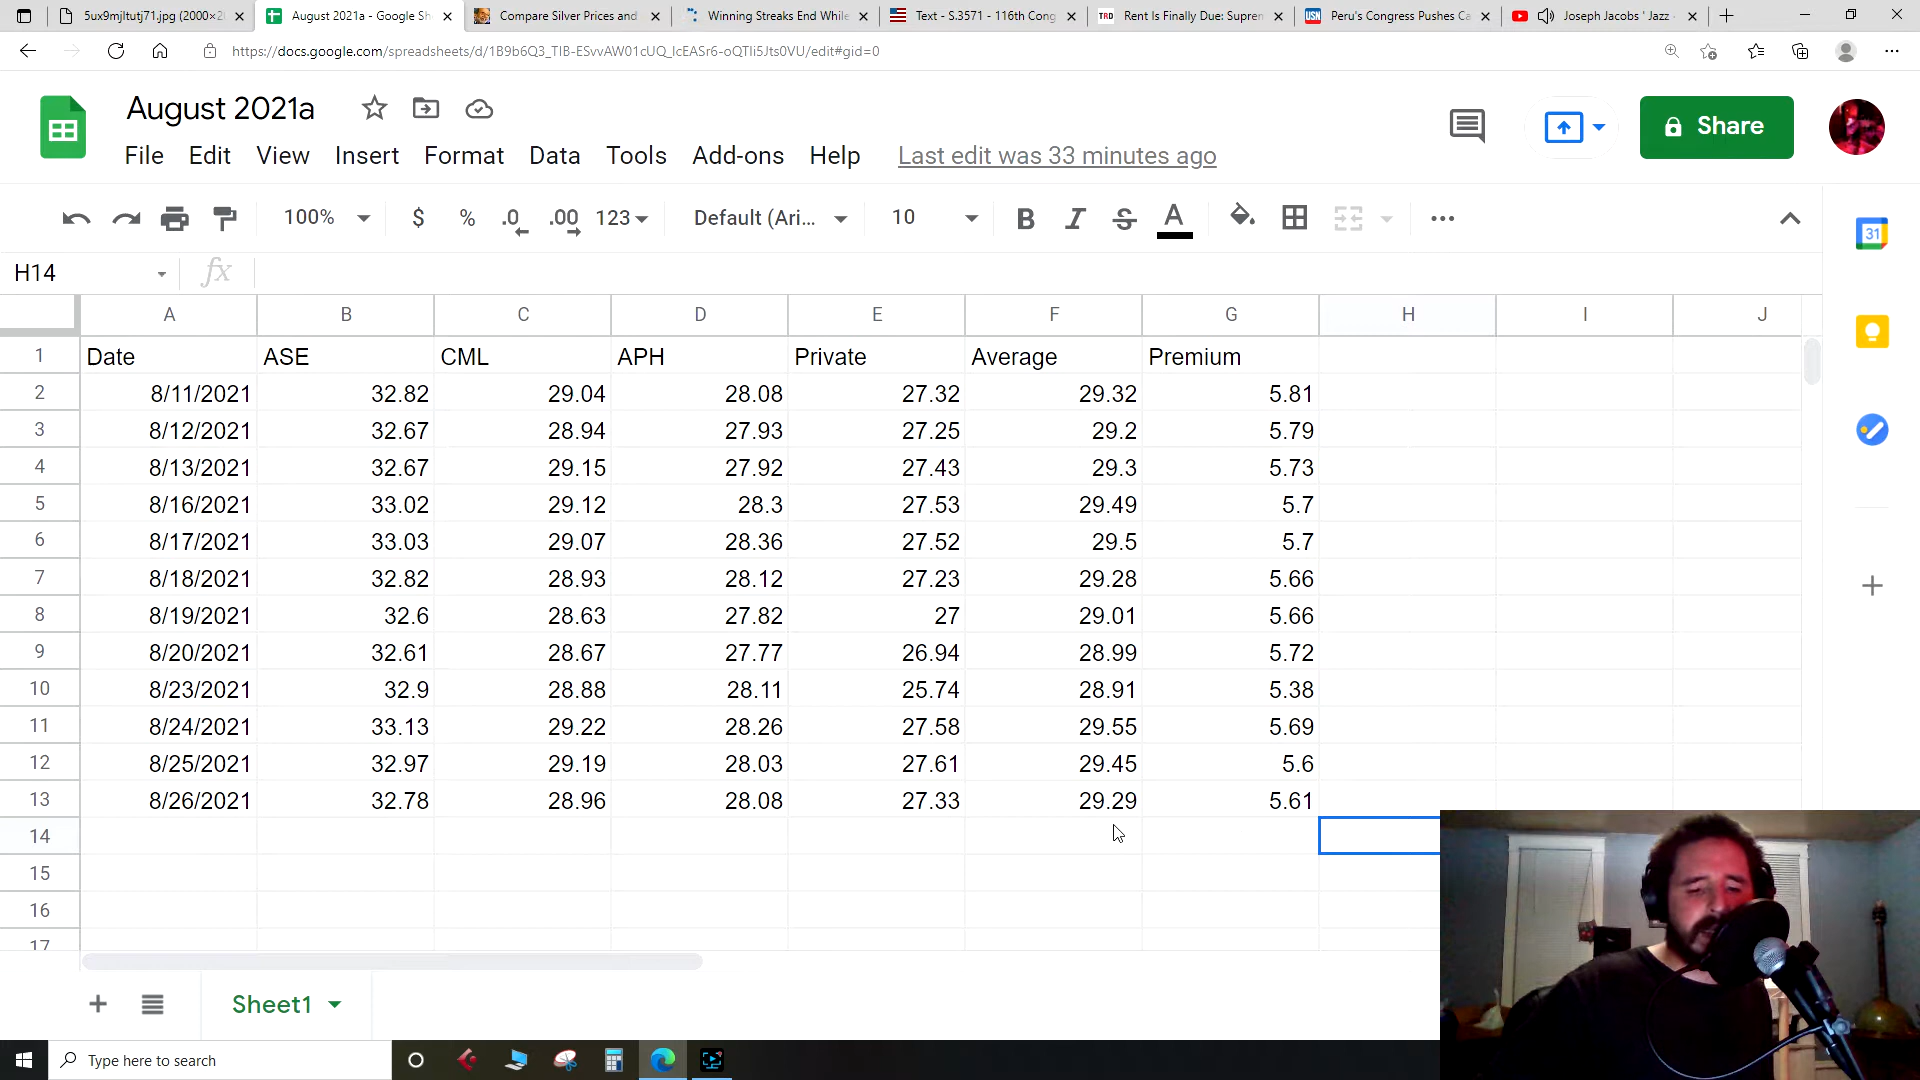 5ux9mjltutj71.jpg (2000×2 August 2021a - Google Sh Compare Silver Prices and Winning Streaks End While Text - S.3571 - 116th Cong TRD Rent Is Finally Due: Suprem USN Peru's Congress Pushes Ca Joseph Jacobs ' Jazz
https://docs.google.com/spreadsheets/d/1B9b6Q3_TIB-ESvvAW01cUQ_IcEASr6-oQTIi5Jts0VU/edit#gid=0
August 2021a
Share
File Edit View Insert Format Data Tools Add-ons Help Last edit was 33 minutes ago
100% $ % .0 .00 123 Default (Ari... 10 B I S A
31
H14 fx
A B C D E F G H I J
1 Date ASE CML APH Private Average Premium
2 8/11/2021 32.82 29.04 28.08 27.32 29.32 5.81
3 8/12/2021 32.67 28.94 27.93 27.25 29.2 5.79
4 8/13/2021 32.67 29.15 27.92 27.43 29.3 5.73
5 8/16/2021 33.02 29.12 28.3 27.53 29.49 5.7
6 8/17/2021 33.03 29.07 28.36 27.52 29.5 5.7
7 8/18/2021 32.82 28.93 28.12 27.23 29.28 5.66
8 8/19/2021 32.6 28.63 27.82 27 29.01 5.66
9 8/20/2021 32.61 28.67 27.77 26.94 28.99 5.72
10 8/23/2021 32.9 28.88 28.11 25.74 28.91 5.38
11 8/24/2021 33.13 29.22 28.26 27.58 29.55 5.69
12 8/25/2021 32.97 29.19 28.03 27.61 29.45 5.6
13 8/26/2021 32.78 28.96 28.08 27.33 29.29 5.61
14
15
16
17
Sheet1
Type here to search